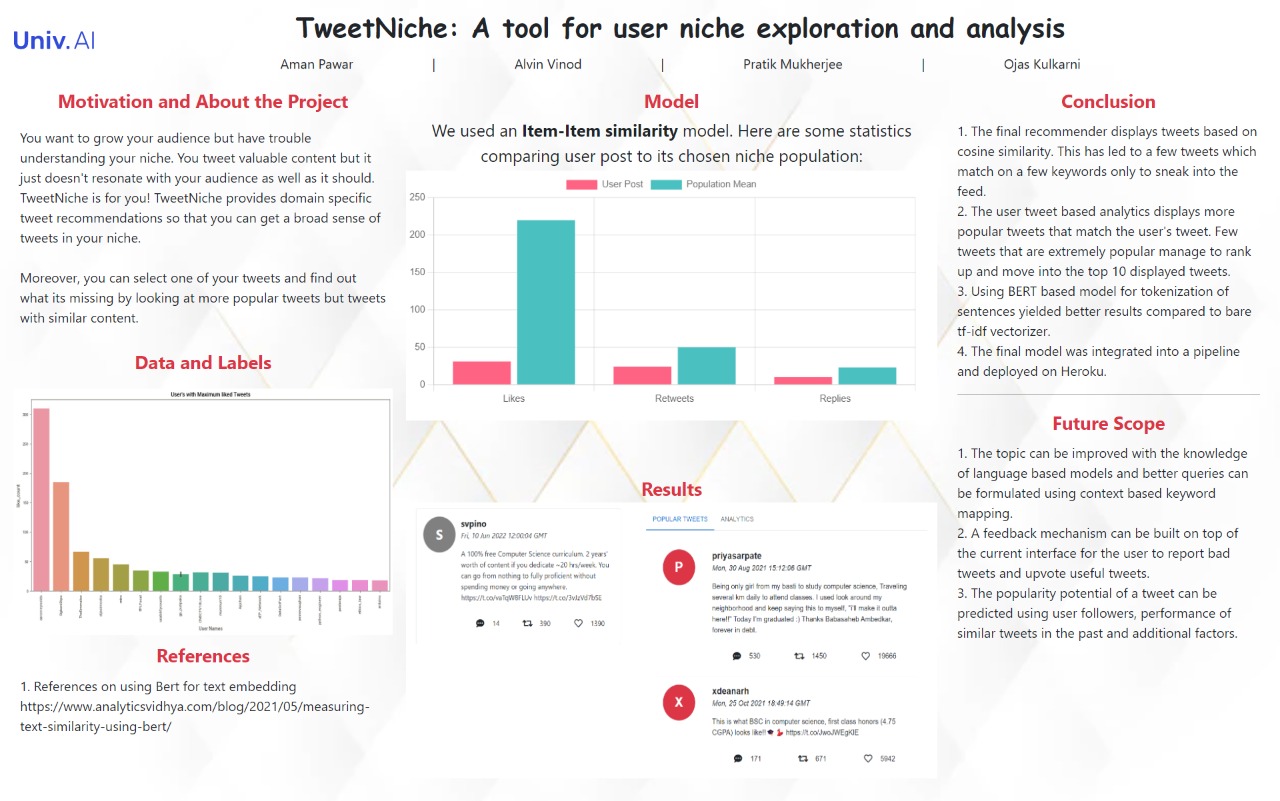 Univ.AI
TweetNiche: A tool for user niche exploration and analysis
Aman Pawar | Alvin Vinod | Pratik Mukherjee | Ojas Kulkarni
Motivation and About the Project
You want to grow your audience but have trouble
understanding your niche. You tweet valuable content but it
just doesn't resonate with your audience as well as it should.
TweetNiche is for you! TweetNiche provides domain specific
tweet recommendations so that you can get a broad sense of
tweets in your niche.
Moreover, you can select one of your tweets and find out
what its missing by looking at more popular tweets but tweets
with similar content.
Data and Labels
User's with Maximum liked Tweets
like_count
User Names
References
1. References on using Bert for text embedding
https://www.analyticsvidhya.com/blog/2021/05/measuring-
text-similarity-using-bert/
Model
We used an Item-Item similarity model. Here are some statistics
comparing user post to its chosen niche population:
User Post Population Mean
250
200
150
100
50
0
Likes Retweets Replies
Results
svpino
Fri, 10 Jun 2022 12:00:04 GMT
A 100% free Computer Science curriculum. 2 years'
worth of content if you dedicate ~20 hrs/week. You
can go from nothing to fully proficient without
spending money or going anywhere.
14 390 1390
POPULAR TWEETS ANALYTICS
P
priyasarpate
Mon, 30 Aug 2021 15:12:06 GMT
Being only girl from my basti to study computer science, Traveling
several km daily to attend classes. I used look around my
neighborhood and keep saying this to myself, "I'll make it outta
here!!" Today I'm graduated :) Thanks Babasaheb Ambedkar,
forever in debt.
530 1450 19666
X
xdeanarh
Mon, 25 Oct 2021 18:49:14 GMT
This is what BSC in computer science, first class honors (4.75
CGPA) looks like!! https://t.co/JwoJWEgKIE
171 671 5942
S
Conclusion
1. The final recommender displays tweets based on
cosine similarity. This has led to a few tweets which
match on a few keywords only to sneak into the
feed.
2. The user tweet based analytics displays more
popular tweets that match the user's tweet. Few
tweets that are extremely popular manage to rank
up and move into the top 10 displayed tweets.
3. Using BERT based model for tokenization of
sentences yielded better results compared to bare
tf-idf vectorizer.
4. The final model was integrated into a pipeline
and deployed on Heroku.
Future Scope
1. The topic can be improved with the knowledge
of language based models and better queries can
be formulated using context based keyword
mapping.
2. A feedback mechanism can be built on top of
the current interface for the user to report bad
tweets and upvote useful tweets.
3. The popularity potential of a tweet can be
predicted using user followers, performance of
similar tweets in the past and additional factors.